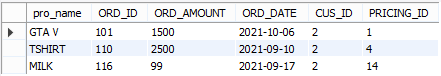 pro_name ORD_ID ORD_AMOUNT ORD_DATE CUS_ID PRICING_ID
GTA V 101 1500 2021-10-06 2 1
TSHIRT 110 2500 2021-09-10 2 4
MILK 116 99 2021-09-17 2 14